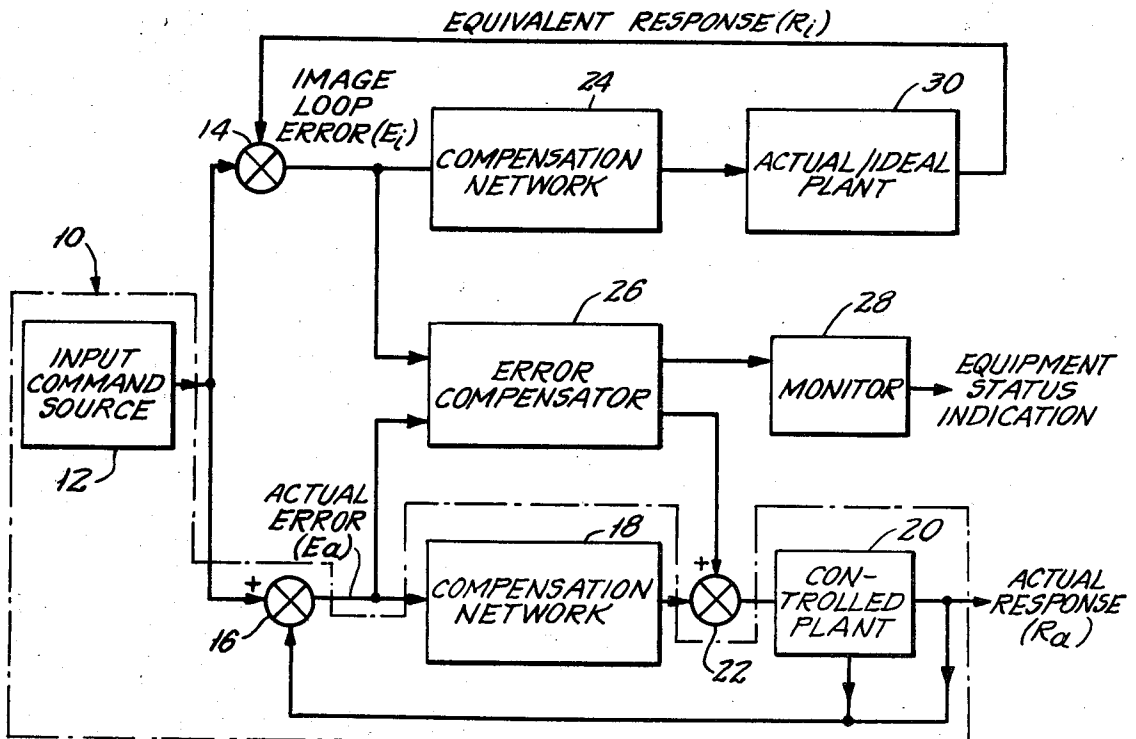 EQUIVALENT RESPONSE (Ri)
IMAGE
LOOP
ERROR (Ei)
14
24
COMPENSATION
NETWORK
30
ACTUAL/IDEAL
PLANT
10
INPUT
COMMAND
SOURCE
12
26
ERROR
COMPENSATOR
28
MONITOR
EQUIPMENT
STATUS
INDICATION
ACTUAL
ERROR
(Ea)
+
16
18
COMPENSATION
NETWORK
+
22
20
CON-
TROLLED
PLANT
ACTUAL
RESPONSE
(Ra)